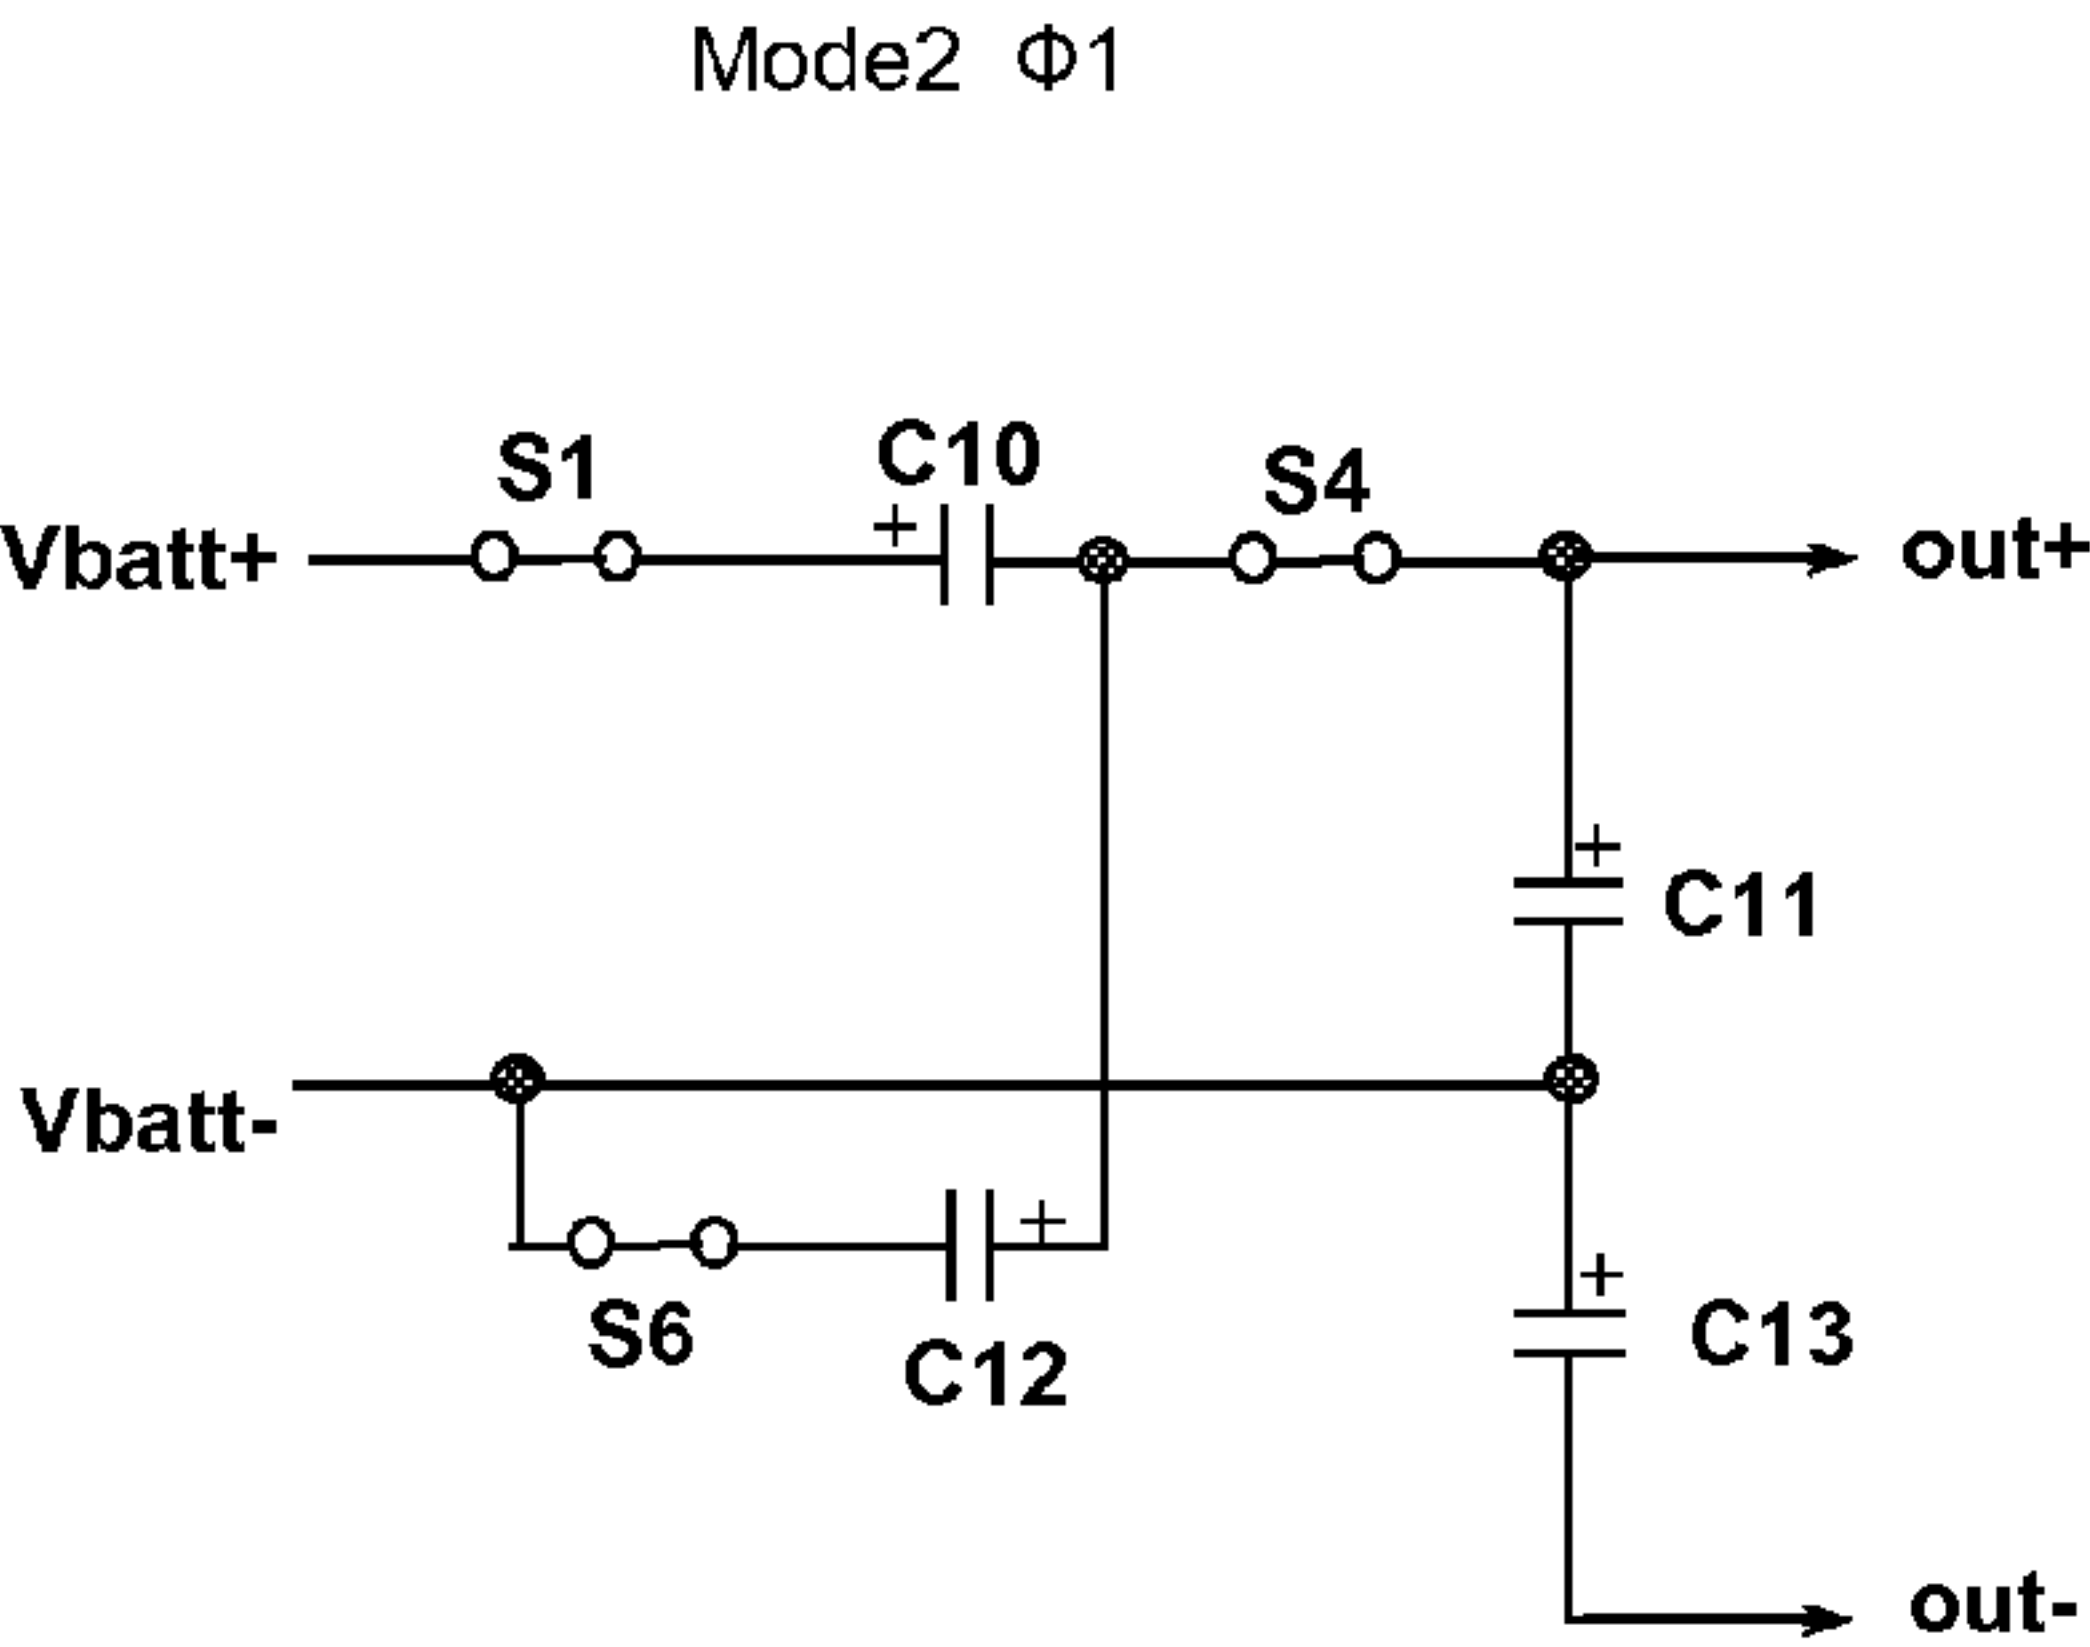 Mode2 Φ1
C10
S1
S4
+
Vbatt+
out+
+
C11
Vbatt-
+
+
S6
C13
C12
out-